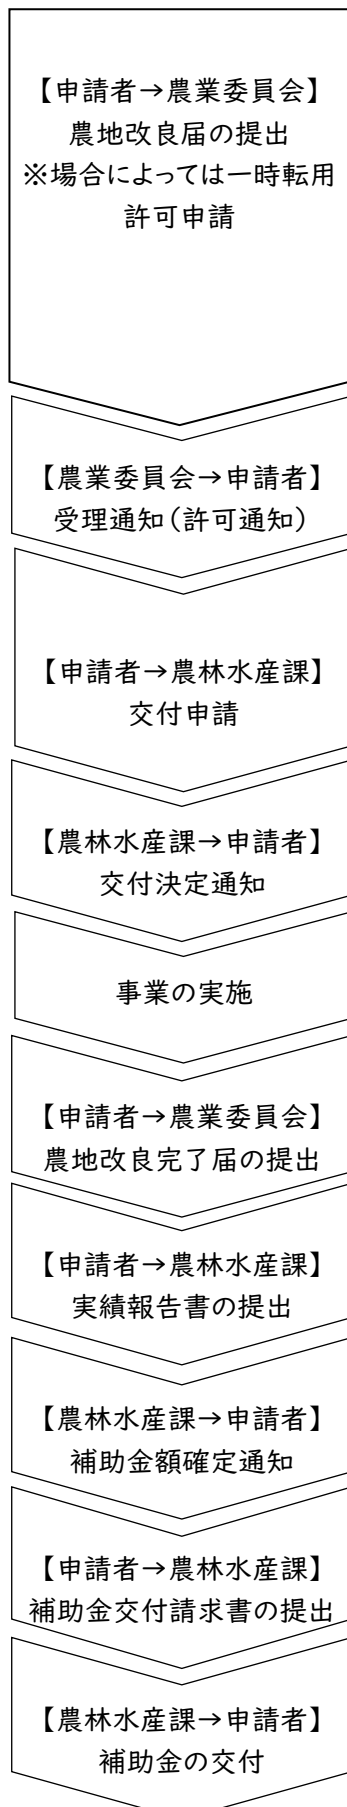 【申請者→農業委員会】
農地改良届の提出
※場合によっては一時転用
許可申請
【農業委員会→申請者】
受理通知（許可通知）
【申請者→農林水産課】
交付申請
【農林水産課→申請者】
交付決定通知
事業の実施
【申請者→農業委員会】
農地改良完了届の提出
【申請者→農林水産課】
実績報告書の提出
【農林水産課→申請者】
補助金額確定通知
【申請者→農林水産課】
補助金交付請求書の提出
【農林水産課→申請者】
補助金の交付